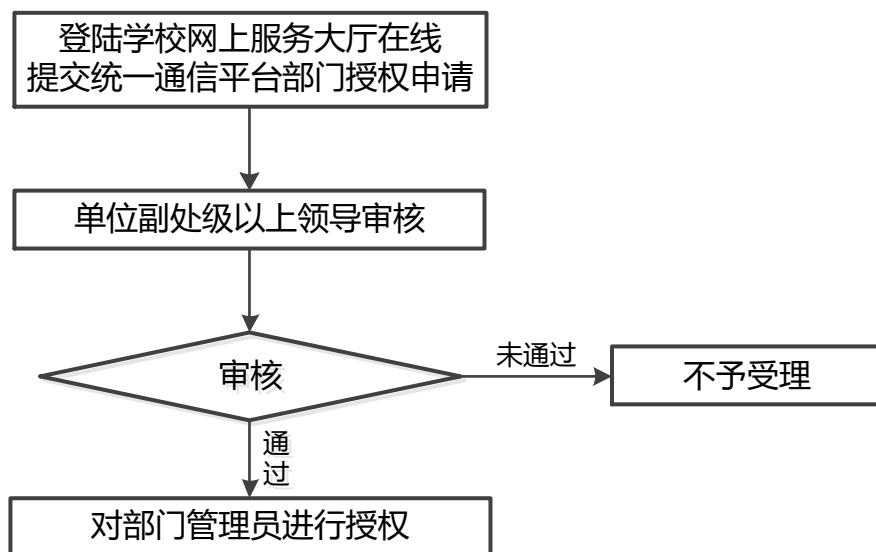 登陆学校网上服务大厅在线
提交统一通信平台部门授权申请
单位副处级以上领导审核
审核
未通过
不予受理
通
过
对部门管理员进行授权